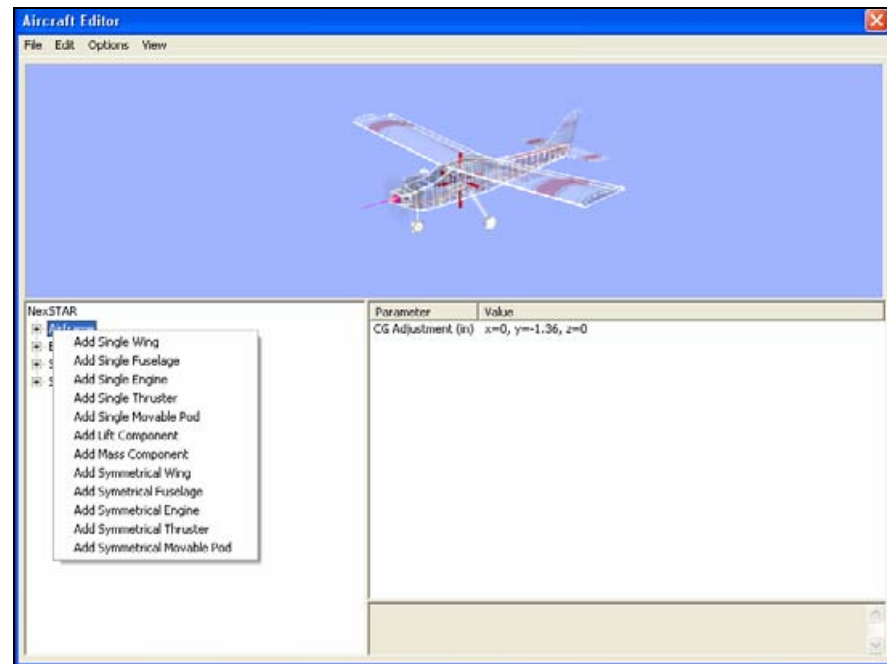 Aircraft Editor
File Edit Options View
NexSTAR
Airframe
E
S
S
Add Single Wing
Add Single Fuselage
Add Single Engine
Add Single Thruster
Add Single Movable Pod
Add Lift Component
Add Mass Component
Add Symmetrical Wing
Add Symetrical Fuselage
Add Symmetrical Engine
Add Symmetrical Thruster
Add Symmetrical Movable Pod
Parameter Value
CG Adjustment (in) x=0, y=-1.36, z=0